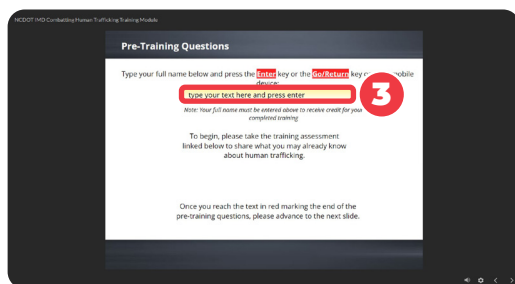 NCDOT IMD Combatting Human Trafficking Training Module
Pre-Training Questions
Type your full name below and press the Enter key or the Go/Return key mobile
device:
type your text here and press enter
3
Note: Your full name must be entered above to receive credit for your
completed training
To begin, please take the training assessment
linked below to share what you may already know
about human trafficking.
Once you reach the text in red marking the end of the
pre-training questions, please advance to the next slide.